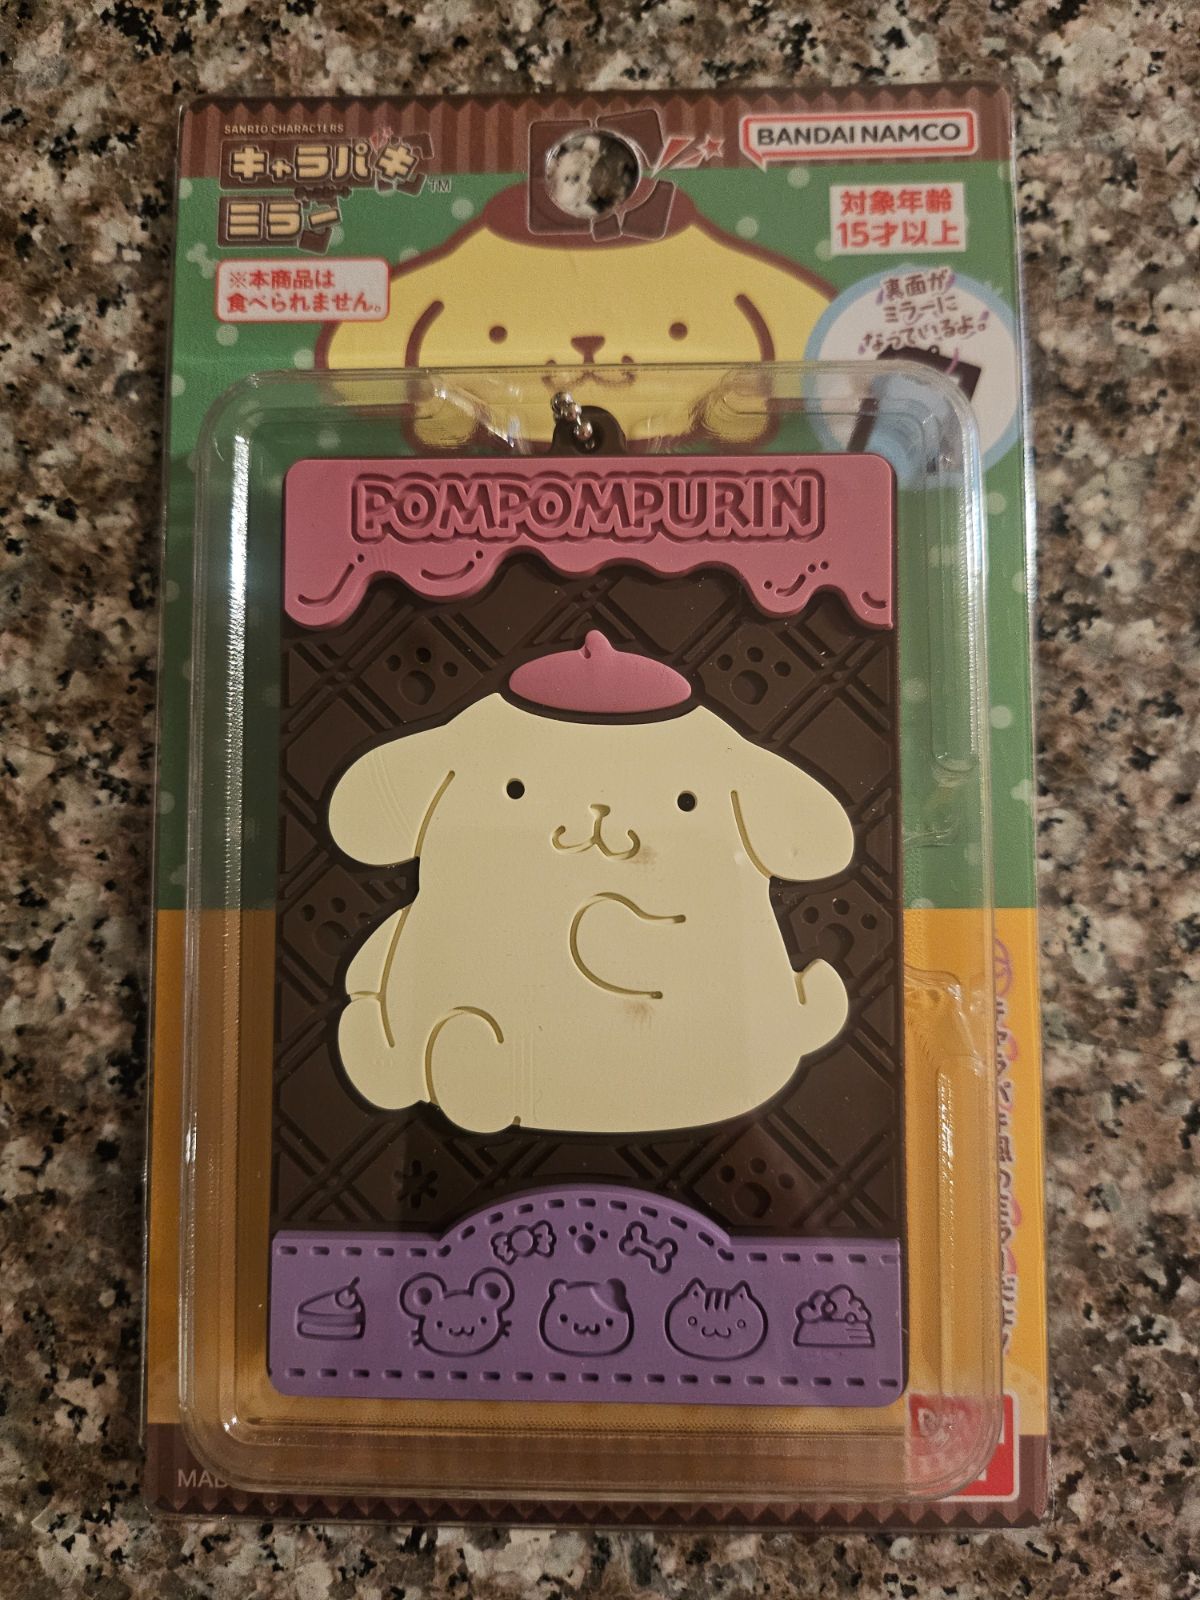 SANRIO CHARACTERS
キャラパキ™
ミラー
BANDAI NAMCO
対象年齢
15才以上
※本商品は
食べられません。
裏面が
ミラーに
なっているよ。
POMPOMPURIN